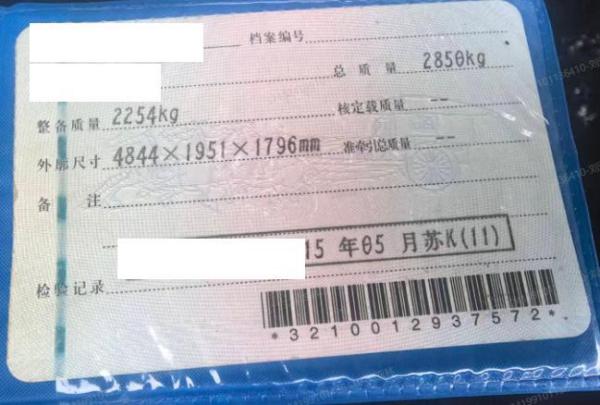 档案编号
总质量 2850kg
整备质量 2254kg 核定载质量 --
外廓尺寸 4844×1951×1796mm 准牵引总质量 --
备注
15 年05 月苏K(11)
检验记录
*3210012937572*